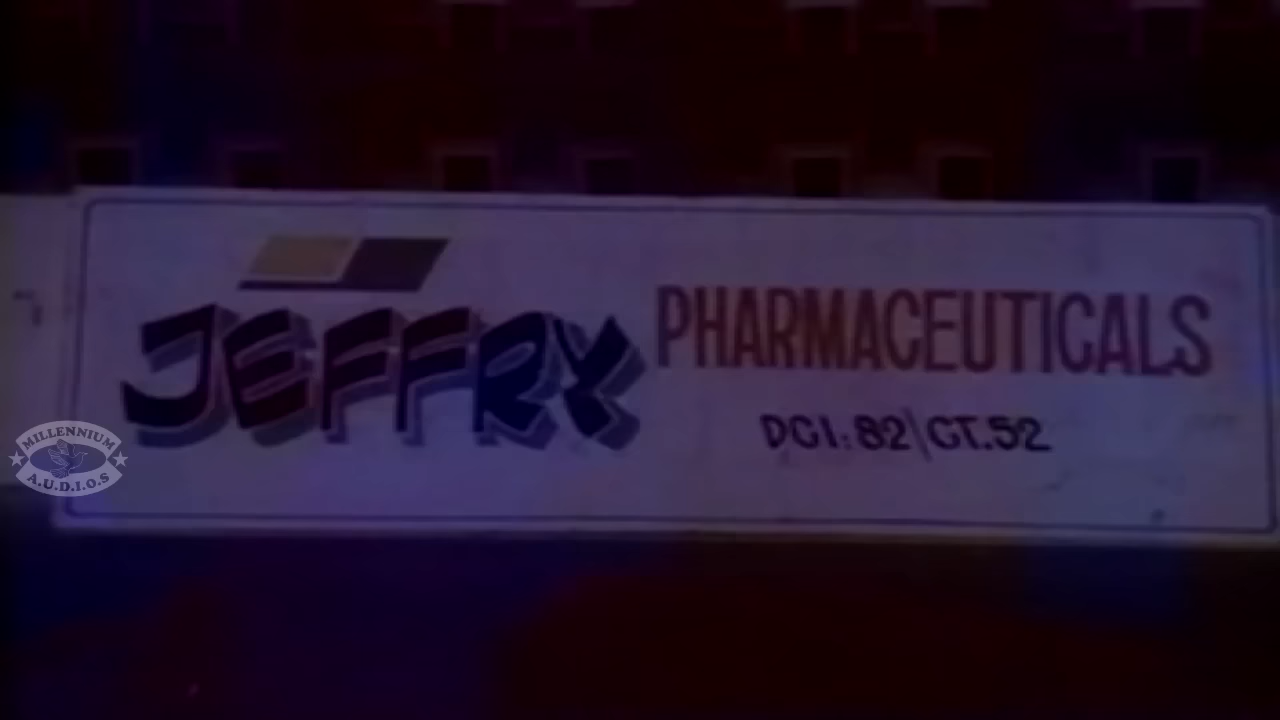 JEFFRY PHARMACEUTICALS
DCI:82\CT.52
MILLENNIUM
A.U.D.I.O.S